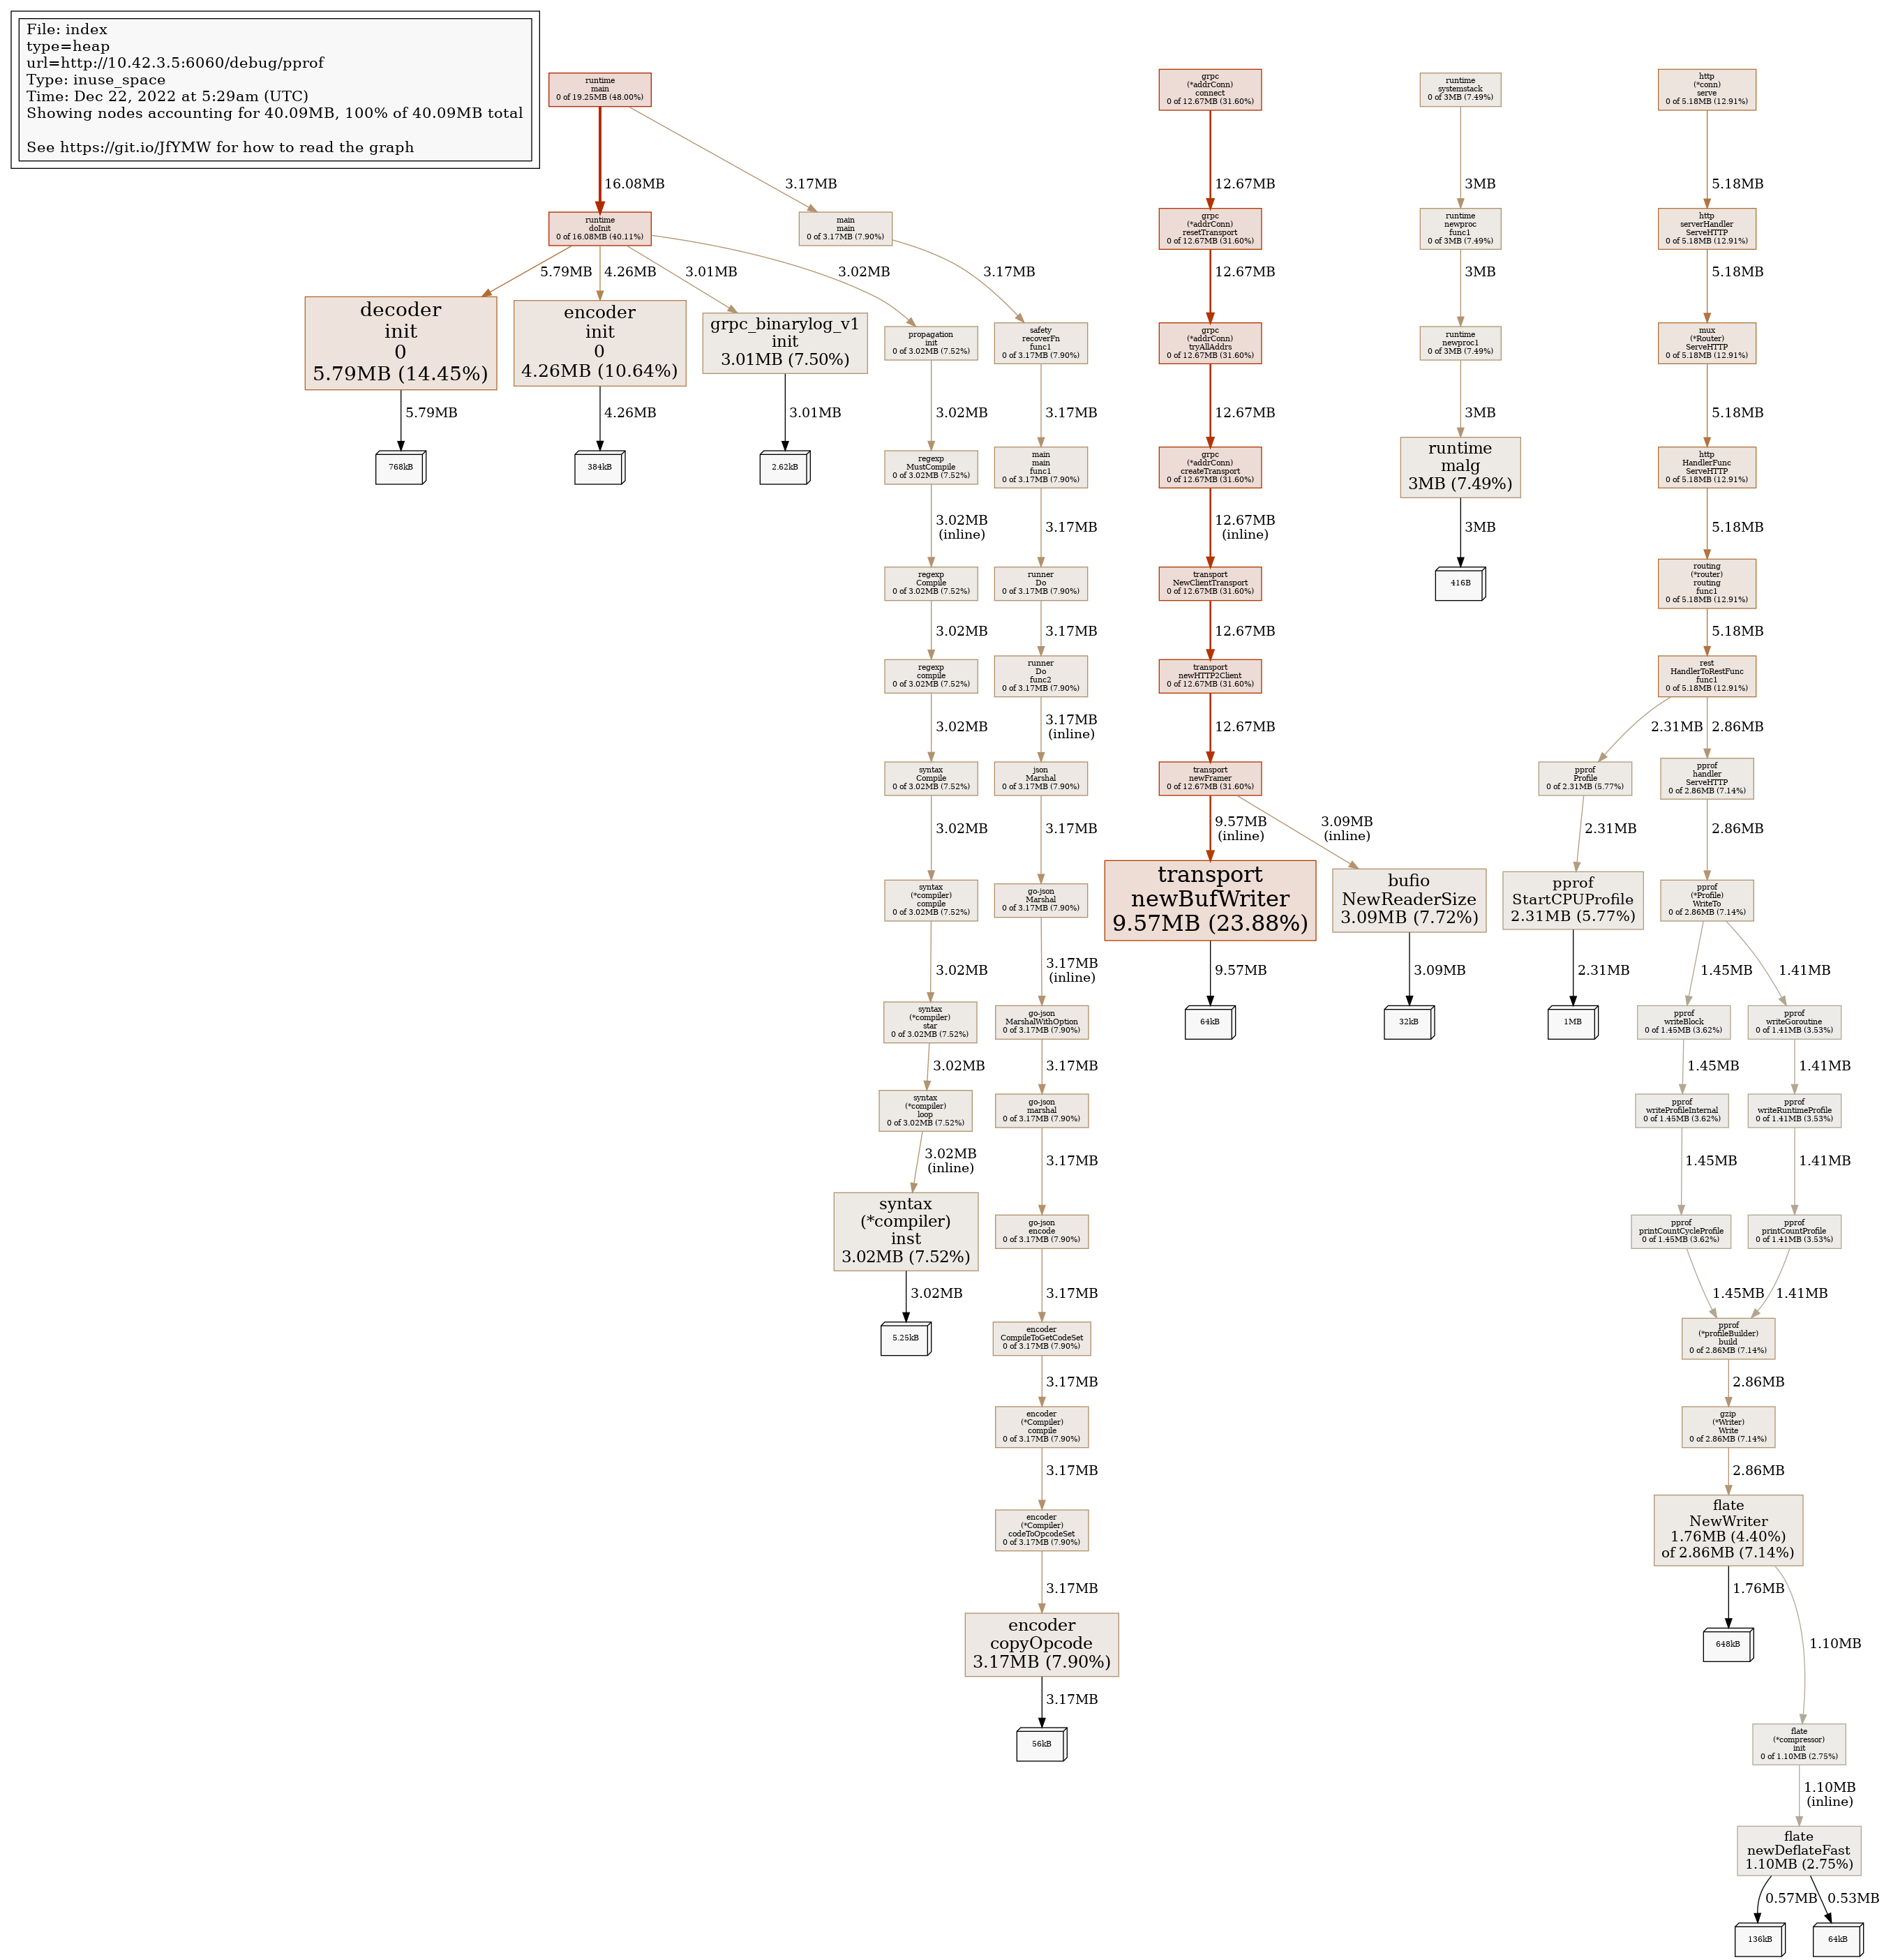 File: index
type=heap
url=http://10.42.3.5:6060/debug/pprof
Type: inuse_space
Time: Dec 22, 2022 at 5:29am (UTC)
Showing nodes accounting for 40.09MB, 100% of 40.09MB total
See https://git.io/JfYMW for how to read the graph
runtime
main
0 of 19.25MB (48.00%)
16.08MB
3.17MB
runtime
doInit
0 of 16.08MB (40.11%)
main
main
0 of 3.17MB (7.90%)
5.79MB
4.26MB
3.01MB
3.02MB
3.17MB
decoder
init
0
5.79MB (14.45%)
5.79MB
768kB
encoder
init
0
4.26MB (10.64%)
4.26MB
384kB
grpc_binarylog_v1
init
3.01MB (7.50%)
3.01MB
2.62kB
propagation
init
0 of 3.02MB (7.52%)
3.02MB
regexp
MustCompile
0 of 3.02MB (7.52%)
3.02MB
(inline)
regexp
Compile
0 of 3.02MB (7.52%)
3.02MB
regexp
compile
0 of 3.02MB (7.52%)
3.02MB
syntax
Compile
0 of 3.02MB (7.52%)
3.02MB
syntax
(*compiler)
compile
0 of 3.02MB (7.52%)
3.02MB
syntax
(*compiler)
star
0 of 3.02MB (7.52%)
3.02MB
syntax
(*compiler)
loop
0 of 3.02MB (7.52%)
3.02MB
(inline)
syntax
(*compiler)
inst
3.02MB (7.52%)
3.02MB
5.25kB
safety
recoverFn
func1
0 of 3.17MB (7.90%)
3.17MB
main
main
func1
0 of 3.17MB (7.90%)
3.17MB
runner
Do
0 of 3.17MB (7.90%)
3.17MB
runner
Do
func2
0 of 3.17MB (7.90%)
3.17MB
(inline)
json
Marshal
0 of 3.17MB (7.90%)
3.17MB
go-json
Marshal
0 of 3.17MB (7.90%)
3.17MB
(inline)
go-json
MarshalWithOption
0 of 3.17MB (7.90%)
3.17MB
go-json
marshal
0 of 3.17MB (7.90%)
3.17MB
go-json
encode
0 of 3.17MB (7.90%)
3.17MB
encoder
CompileToGetCodeSet
0 of 3.17MB (7.90%)
3.17MB
encoder
(*Compiler)
compile
0 of 3.17MB (7.90%)
3.17MB
encoder
(*Compiler)
codeToOpcodeSet
0 of 3.17MB (7.90%)
3.17MB
encoder
copyOpcode
3.17MB (7.90%)
3.17MB
56kB
grpc
(*addrConn)
connect
0 of 12.67MB (31.60%)
12.67MB
grpc
(*addrConn)
resetTransport
0 of 12.67MB (31.60%)
12.67MB
grpc
(*addrConn)
tryAllAddrs
0 of 12.67MB (31.60%)
12.67MB
grpc
(*addrConn)
createTransport
0 of 12.67MB (31.60%)
12.67MB
(inline)
transport
NewClientTransport
0 of 12.67MB (31.60%)
12.67MB
transport
newHTTP2Client
0 of 12.67MB (31.60%)
12.67MB
transport
newFramer
0 of 12.67MB (31.60%)
9.57MB
(inline)
3.09MB
(inline)
transport
newBufWriter
9.57MB (23.88%)
9.57MB
64kB
bufio
NewReaderSize
3.09MB (7.72%)
3.09MB
32kB
runtime
systemstack
0 of 3MB (7.49%)
3MB
runtime
newproc
func1
0 of 3MB (7.49%)
3MB
runtime
newproc1
0 of 3MB (7.49%)
3MB
runtime
malg
3MB (7.49%)
3MB
416B
http
(*conn)
serve
0 of 5.18MB (12.91%)
5.18MB
http
serverHandler
ServeHTTP
0 of 5.18MB (12.91%)
5.18MB
mux
(*Router)
ServeHTTP
0 of 5.18MB (12.91%)
5.18MB
http
HandlerFunc
ServeHTTP
0 of 5.18MB (12.91%)
5.18MB
routing
(*router)
routing
func1
0 of 5.18MB (12.91%)
5.18MB
rest
HandlerToRestFunc
func1
0 of 5.18MB (12.91%)
2.31MB
2.86MB
pprof
Profile
0 of 2.31MB (5.77%)
2.31MB
pprof
StartCPUProfile
2.31MB (5.77%)
2.31MB
1MB
pprof
handler
ServeHTTP
0 of 2.86MB (7.14%)
2.86MB
pprof
(*Profile)
WriteTo
0 of 2.86MB (7.14%)
1.45MB
1.41MB
pprof
writeBlock
0 of 1.45MB (3.62%)
1.45MB
pprof
writeProfileInternal
0 of 1.45MB (3.62%)
1.45MB
pprof
printCountCycleProfile
0 of 1.45MB (3.62%)
1.45MB
pprof
writeGoroutine
0 of 1.41MB (3.53%)
1.41MB
pprof
writeRuntimeProfile
0 of 1.41MB (3.53%)
1.41MB
pprof
printCountProfile
0 of 1.41MB (3.53%)
1.41MB
pprof
(*profileBuilder)
build
0 of 2.86MB (7.14%)
2.86MB
gzip
(*Writer)
Write
0 of 2.86MB (7.14%)
2.86MB
flate
NewWriter
1.76MB (4.40%)
of 2.86MB (7.14%)
1.76MB
648kB
1.10MB
flate
(*compressor)
init
0 of 1.10MB (2.75%)
1.10MB
(inline)
flate
newDeflateFast
1.10MB (2.75%)
0.57MB
0.53MB
136kB
64kB